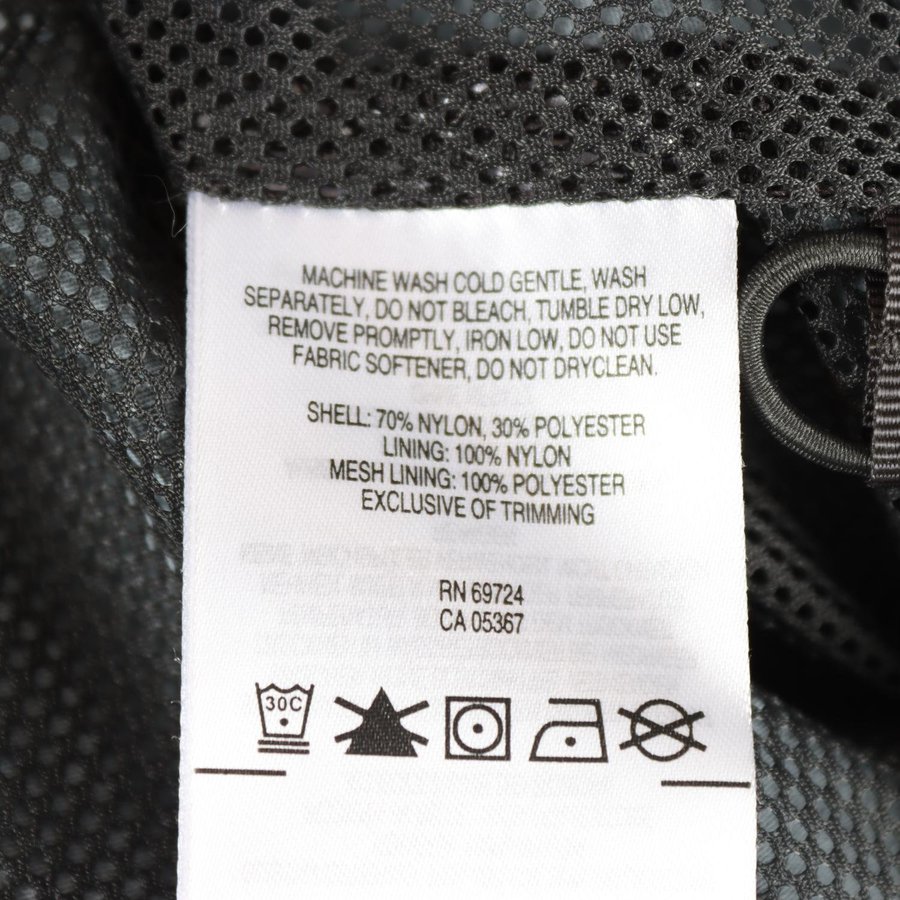 MACHINE WASH COLD GENTLE, WASH
SEPARATELY, DO NOT BLEACH, TUMBLE DRY LOW,
REMOVE PROMPTLY, IRON LOW, DO NOT USE
FABRIC SOFTENER, DO NOT DRYCLEAN.
SHELL: 70% NYLON, 30% POLYESTER
LINING: 100% NYLON
MESH LINING: 100% POLYESTER
EXCLUSIVE OF TRIMMING
RN 69724
CA 05367
30C